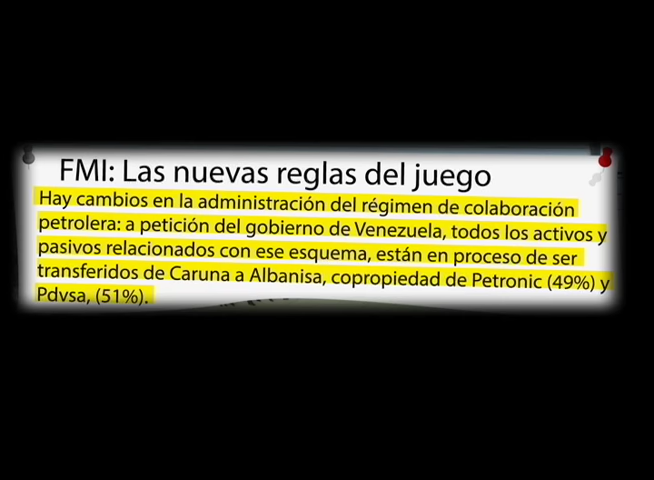 FMI: Las nuevas reglas del juego
Hay cambios en la administración del régimen de colaboración
petrolera: a petición del gobierno de Venezuela, todos los activos y
pasivos relacionados con ese esquema, están en proceso de ser
transferidos de Caruna a Albanisa, copropiedad de Petronic (49%) y
Pdvsa, (51%).